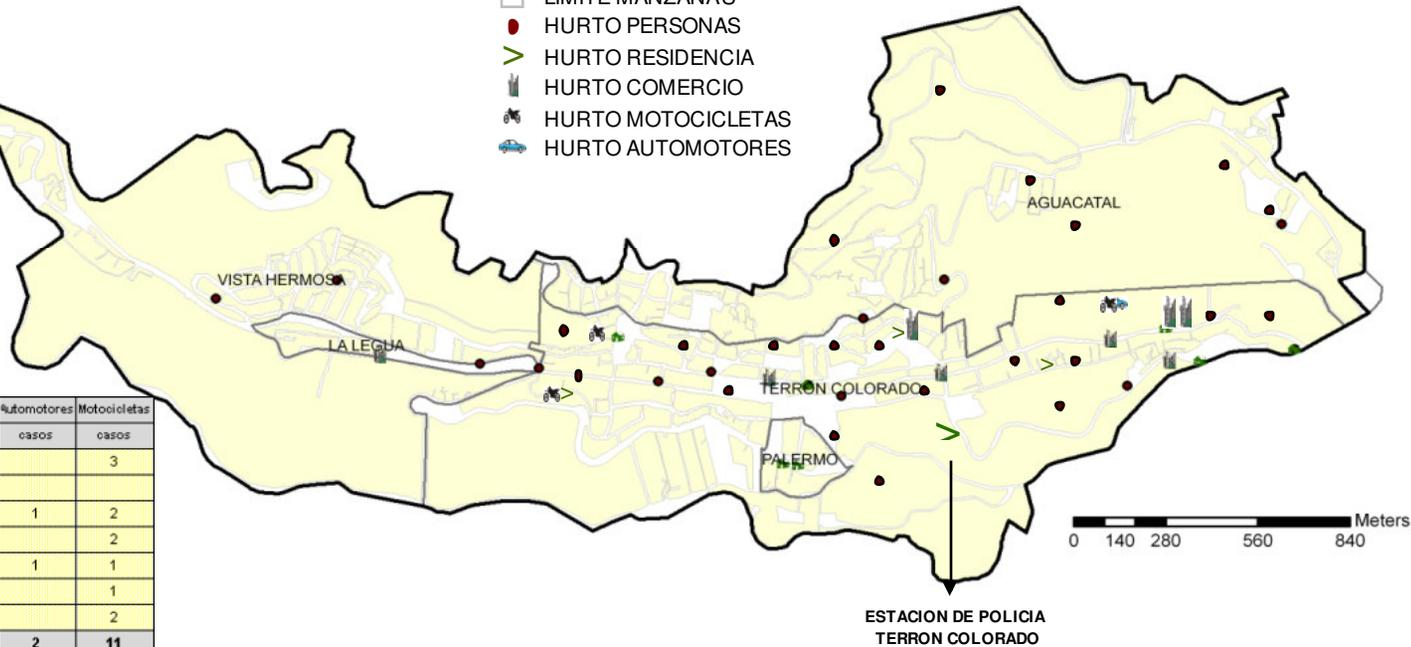 LIMITE MANZANAS
HURTO PERSONAS
HURTO RESIDENCIA
HURTO COMERCIO
HURTO MOTOCICLETAS
HURTO AUTOMOTORES
AGUACATAL
VISTA HERMOSA
LA LEGUA
TERRON COLORADO
PALERMO
Automotores Motocicletas
casos casos
3
1 2
2
1 1
1
2
2 11
Meters
0 140 280 560 840
ESTACION DE POLICIA
TERRON COLORADO